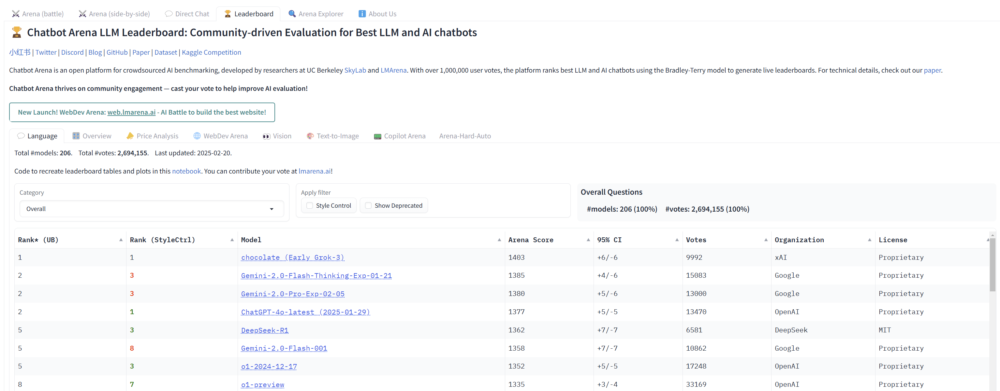 Arena (battle) Arena (side-by-side) Direct Chat Leaderboard Arena Explorer About Us
Chatbot Arena LLM Leaderboard: Community-driven Evaluation for Best LLM and AI chatbots
小红书 | Twitter | Discord | Blog | GitHub | Paper | Dataset | Kaggle Competition
Chatbot Arena is an open platform for crowdsourced AI benchmarking, developed by researchers at UC Berkeley SkyLab and LMArena. With over 1,000,000 user votes, the platform ranks best LLM and AI chatbots using the Bradley-Terry model to generate live leaderboards. For technical details, check out our paper.
Chatbot Arena thrives on community engagement — cast your vote to help improve AI evaluation!
New Launch! WebDev Arena: web.lmarena.ai - AI Battle to build the best website!
Language Overview Price Analysis WebDev Arena Vision Text-to-Image Copilot Arena Arena-Hard-Auto
Total #models: 206. Total #votes: 2,694,155. Last updated: 2025-02-20.
Code to recreate leaderboard tables and plots in this notebook. You can contribute your vote at lmarena.ai!
Category
Overall
Apply filter
Style Control Show Deprecated
Overall Questions
#models: 206 (100%) #votes: 2,694,155 (100%)
Rank* (UB) Rank (StyleCtrl) Model Arena Score 95% CI Votes Organization License
1 1 chocolate (Early Grok-3) 1403 +6/-6 9992 xAI Proprietary
2 3 Gemini-2.0-Flash-Thinking-Exp-01-21 1385 +4/-6 15083 Google Proprietary
2 3 Gemini-2.0-Pro-Exp-02-05 1380 +5/-6 13000 Google Proprietary
2 1 ChatGPT-4o-latest (2025-01-29) 1377 +5/-5 13470 OpenAI Proprietary
5 3 DeepSeek-R1 1362 +7/-7 6581 DeepSeek MIT
5 8 Gemini-2.0-Flash-001 1358 +7/-7 10862 Google Proprietary
5 3 o1-2024-12-17 1352 +5/-5 17248 OpenAI Proprietary
8 7 o1-preview 1335 +3/-4 33169 OpenAI Proprietary